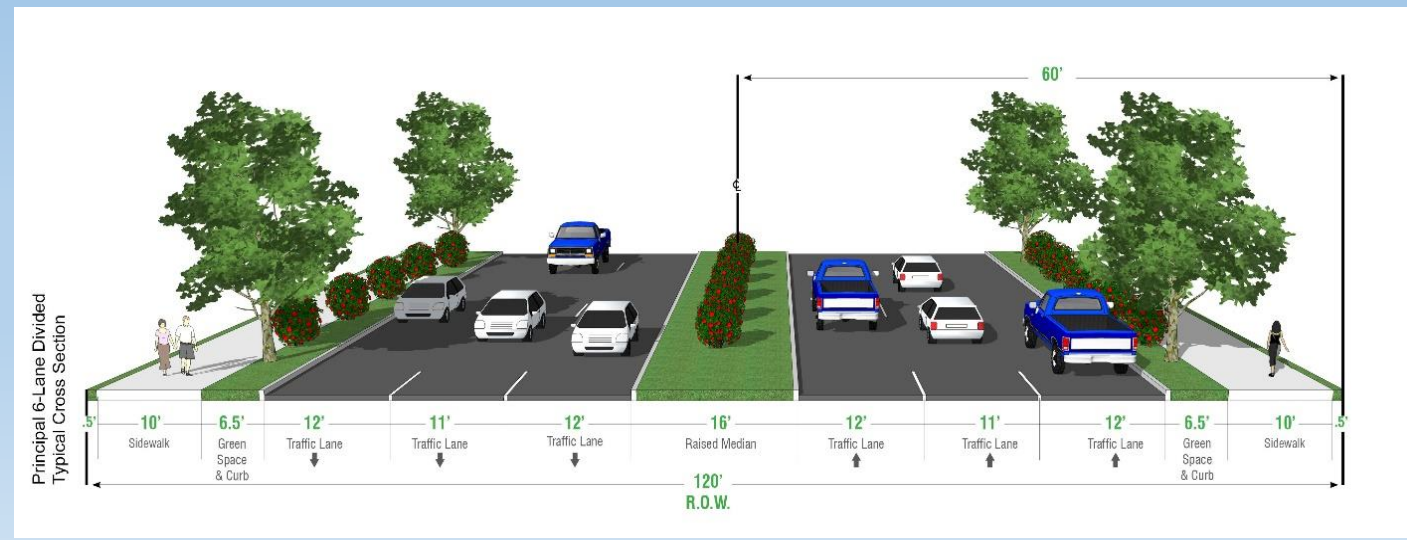 Principal 6-Lane Divided
Typical Cross Section
60'
℄
.5'
10'
Sidewalk
6.5'
Green
Space
& Curb
12'
Traffic Lane
11'
Traffic Lane
12'
Traffic Lane
16'
Raised Median
12'
Traffic Lane
11'
Traffic Lane
12'
Traffic Lane
6.5'
Green
Space
& Curb
10'
Sidewalk
.5'
120'
R.O.W.